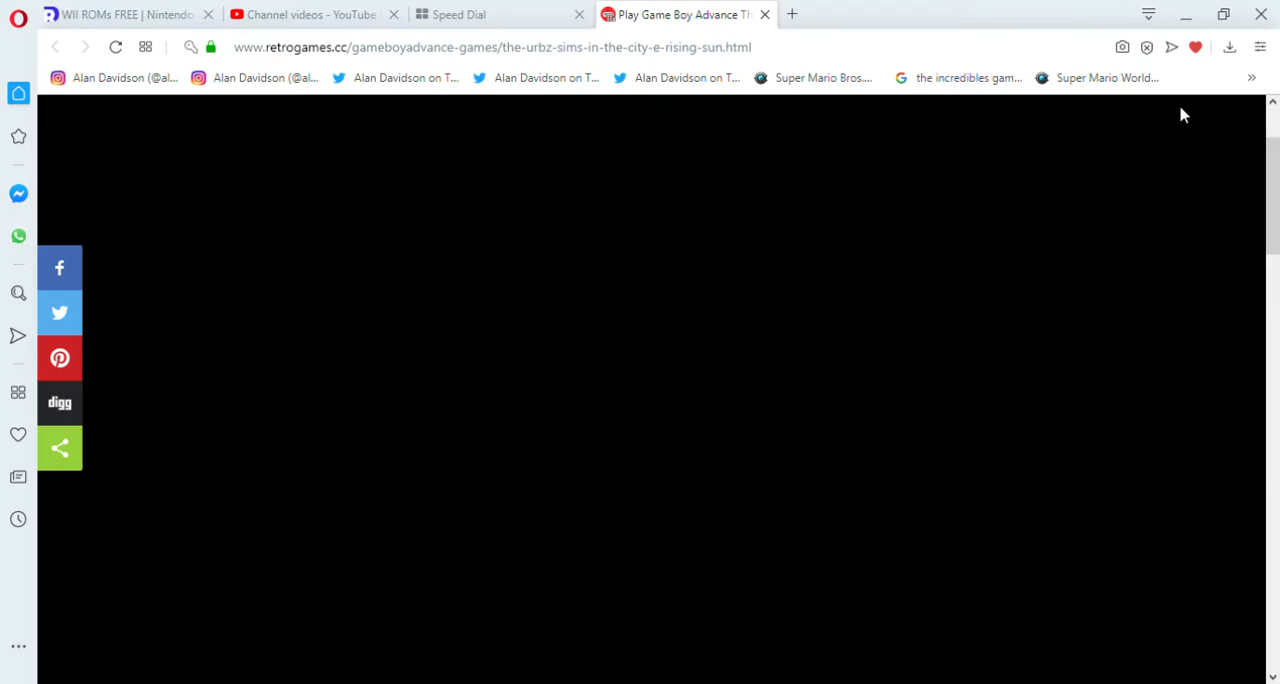 WII ROMs FREE | Nintendo
Channel videos - YouTube
Speed Dial
Play Game Boy Advance Th
www.retrogames.cc/gameboyadvance-games/the-urbz-sims-in-the-city-e-rising-sun.html
Alan Davidson (@al...
Alan Davidson (@al...
Alan Davidson on T...
Alan Davidson on T...
Alan Davidson on T...
Super Mario Bros....
the incredibles gam...
Super Mario World...
digg